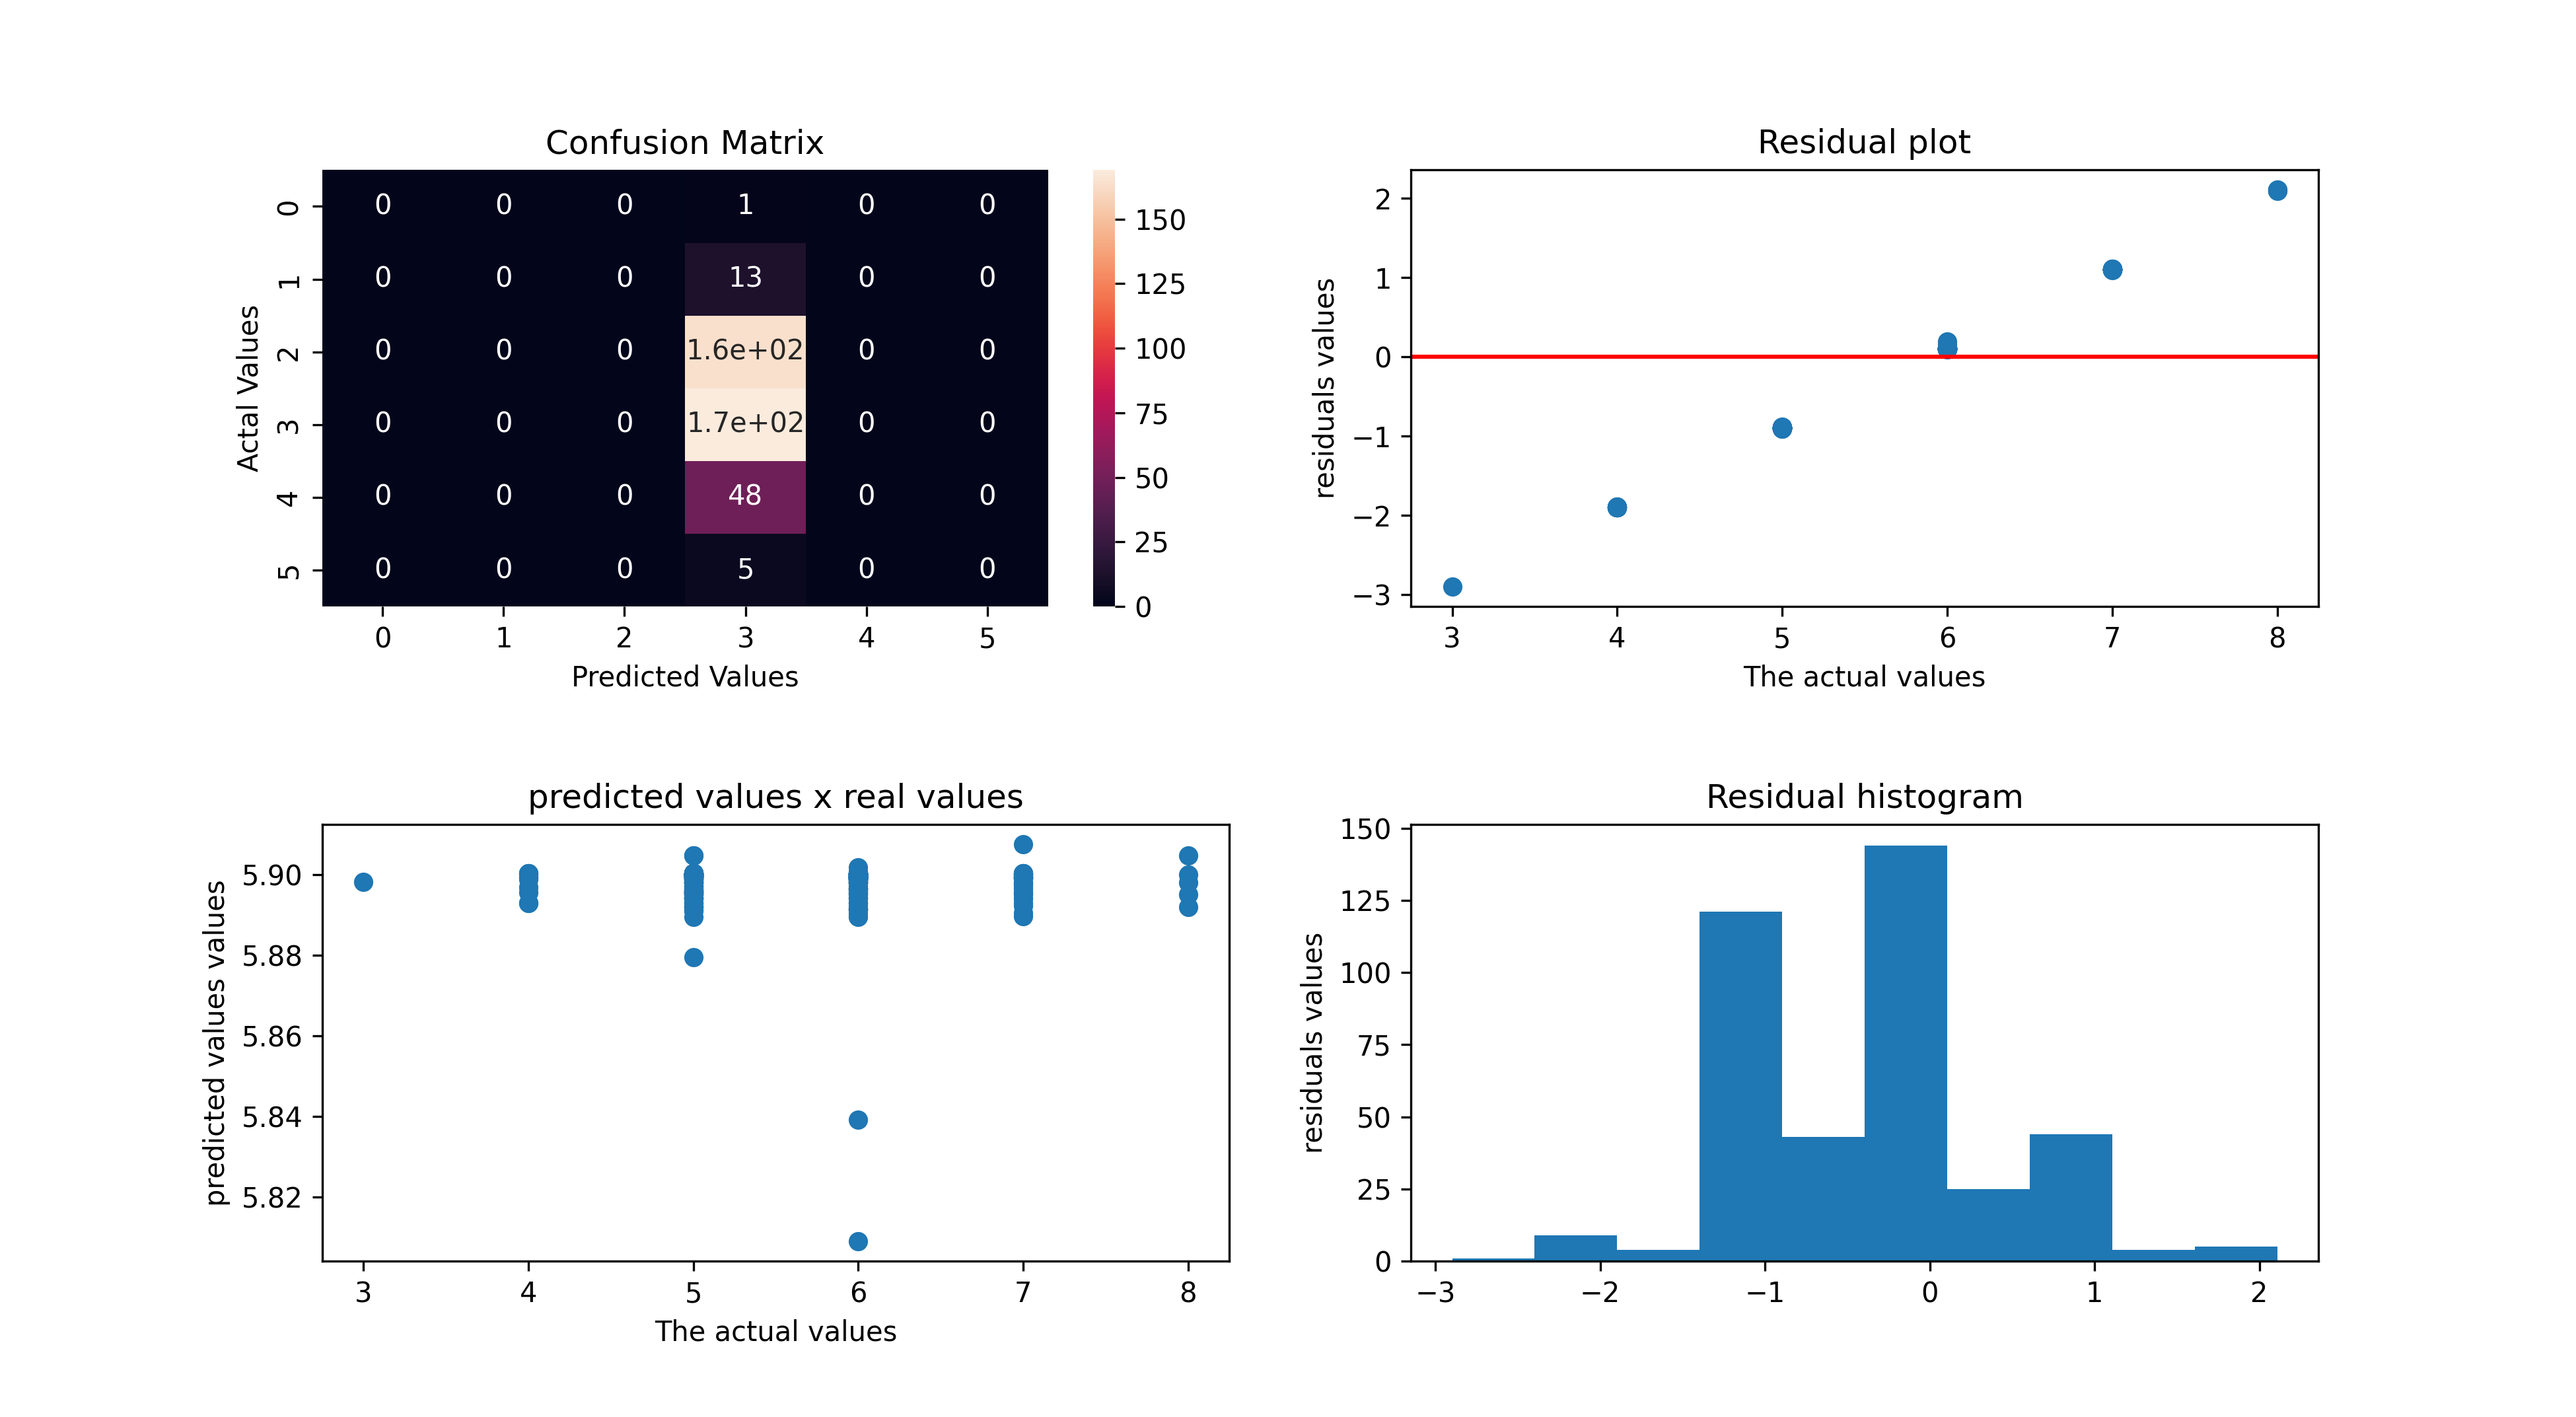 Confusion Matrix
Actal Values
0 0 0 0 1 0 0
1 0 0 0 13 0 0
2 0 0 0 1.6e+02 0 0
3 0 0 0 1.7e+02 0 0
4 0 0 0 48 0 0
5 0 0 0 5 0 0
0 1 2 3 4 5
Predicted Values
150
125
100
75
50
25
0
Residual plot
residuals values
2
1
0
−1
−2
−3
3 4 5 6 7 8
The actual values
predicted values x real values
predicted values values
5.90
5.88
5.86
5.84
5.82
3 4 5 6 7 8
The actual values
Residual histogram
residuals values
150
125
100
75
50
25
0
−3 −2 −1 0 1 2